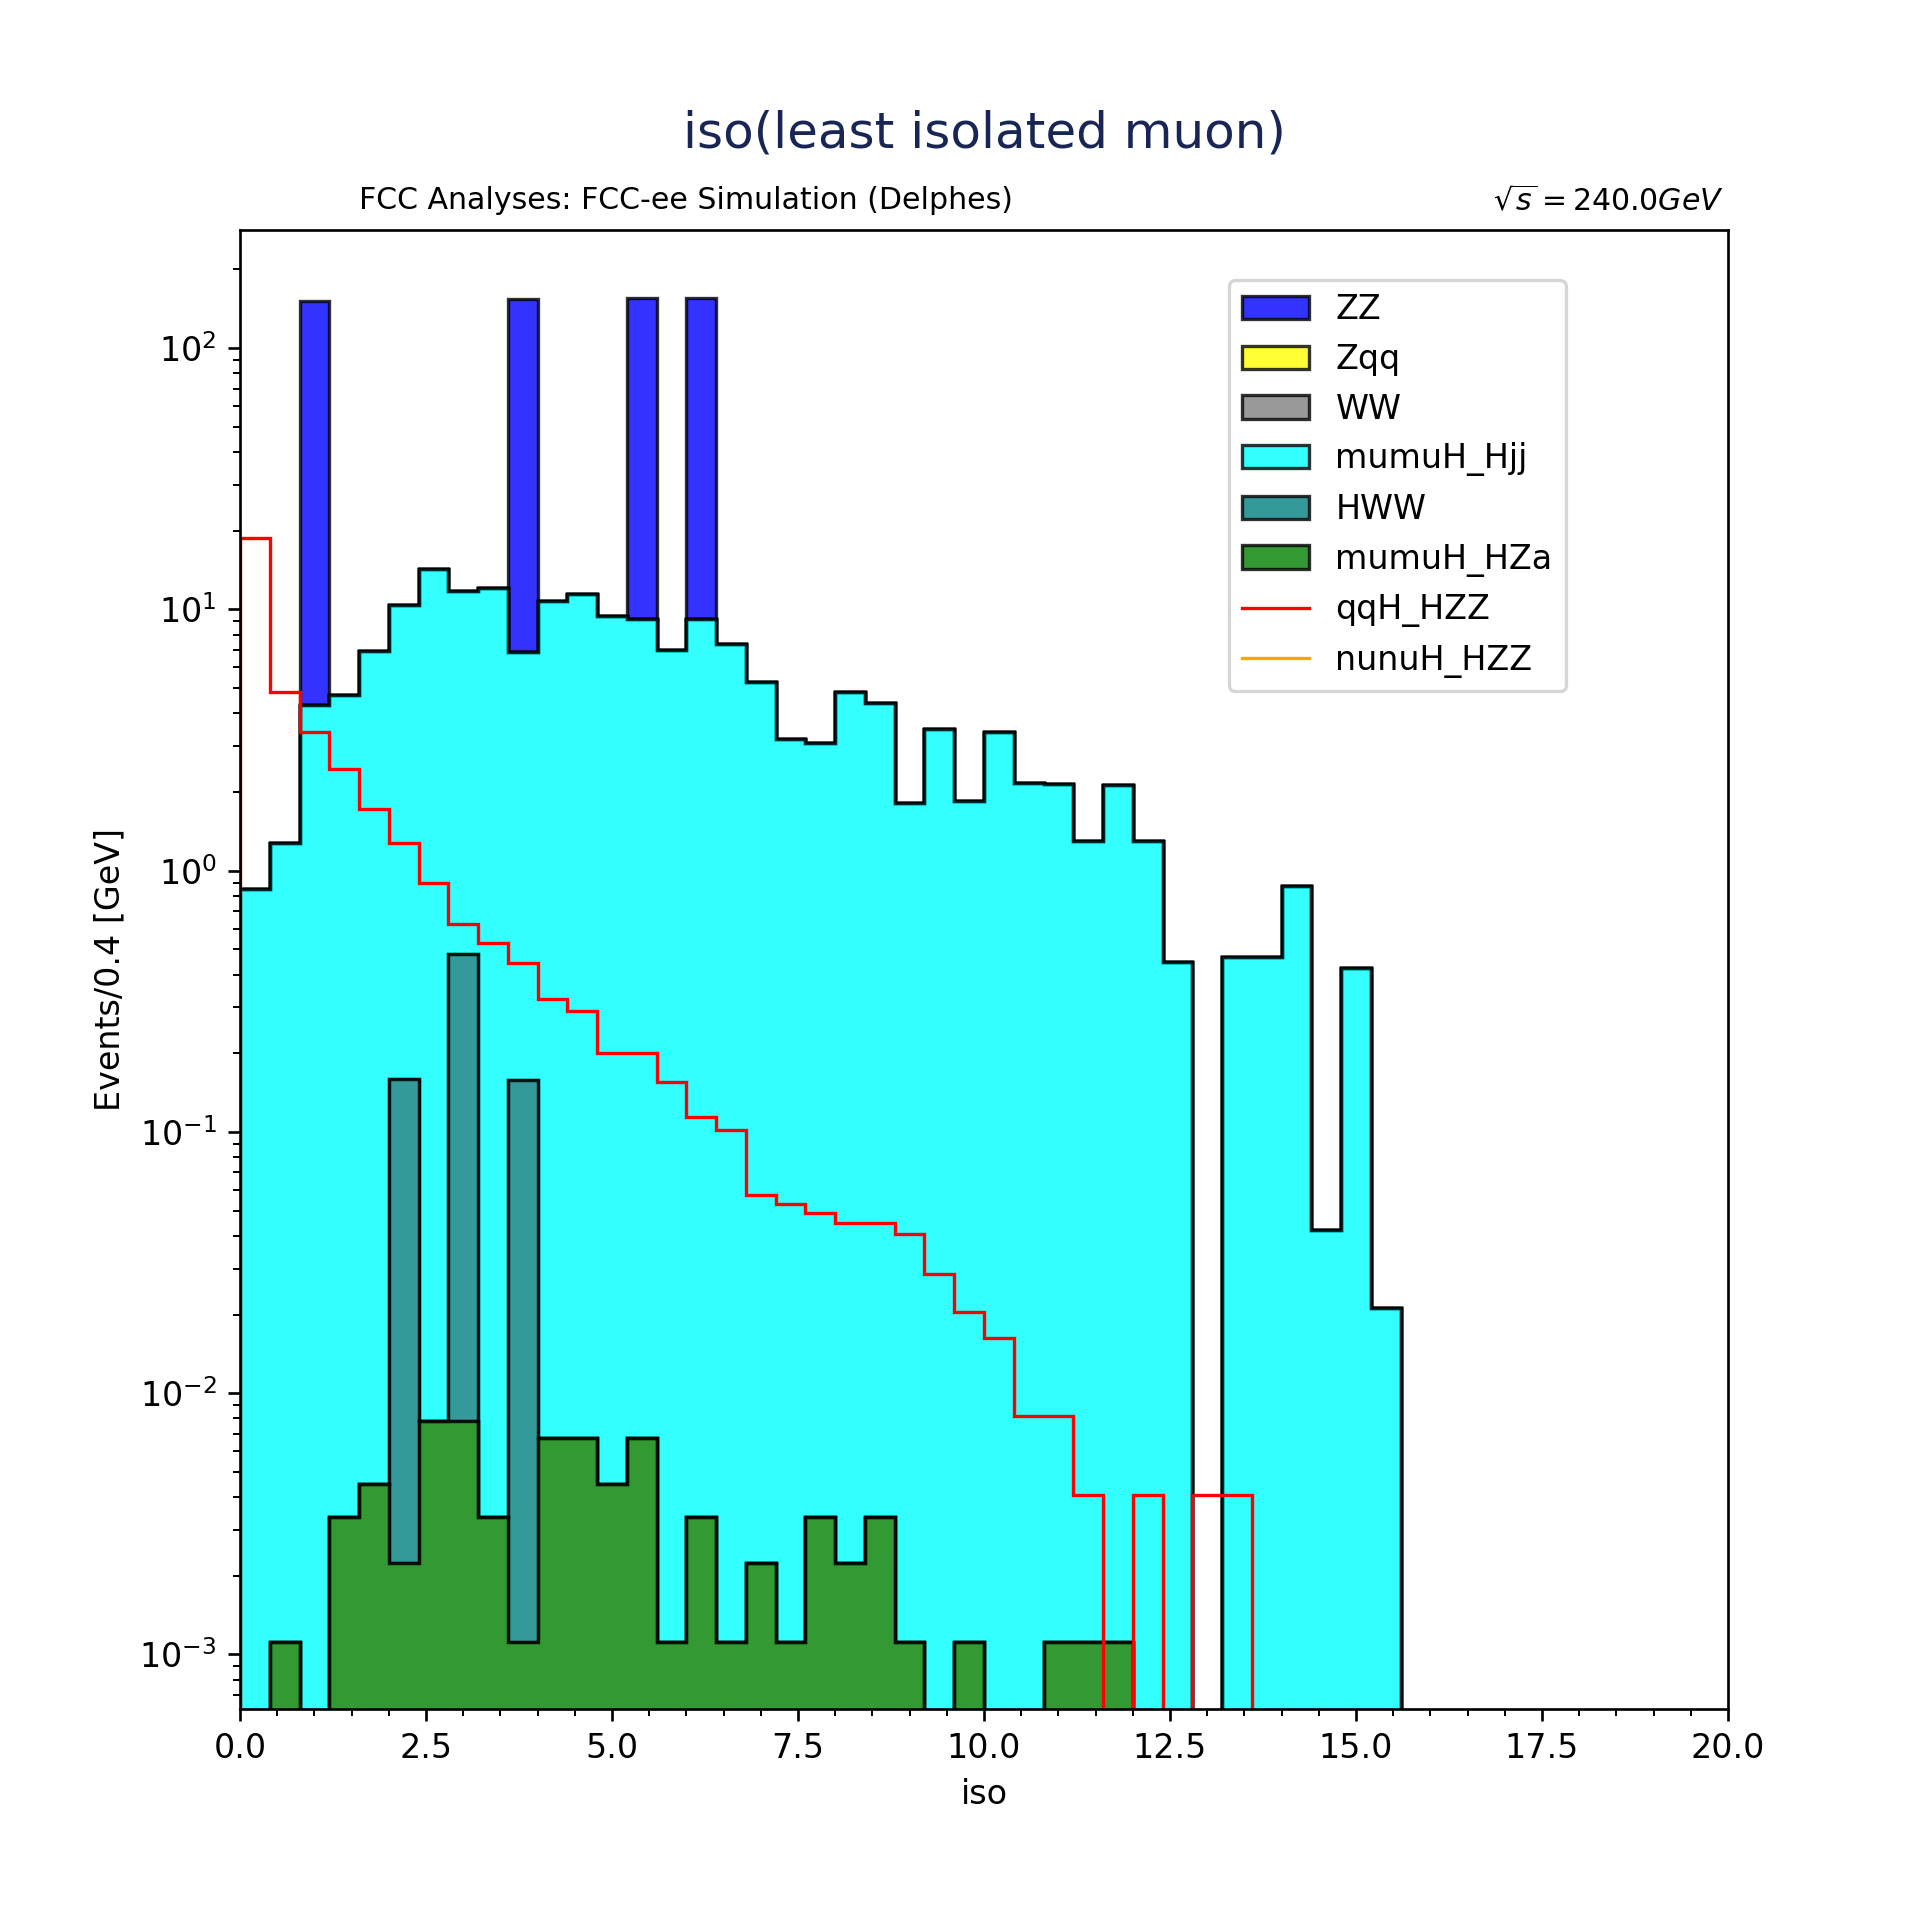 iso(least isolated muon)
FCC Analyses: FCC-ee Simulation (Delphes)
√s = 240.0GeV
ZZ
Zqq
WW
mumuH_Hjj
HWW
mumuH_HZa
qqH_HZZ
nunuH_HZZ
Events/0.4 [GeV]
10²
10¹
10⁰
10⁻¹
10⁻²
10⁻³
0.0 2.5 5.0 7.5 10.0 12.5 15.0 17.5 20.0
iso